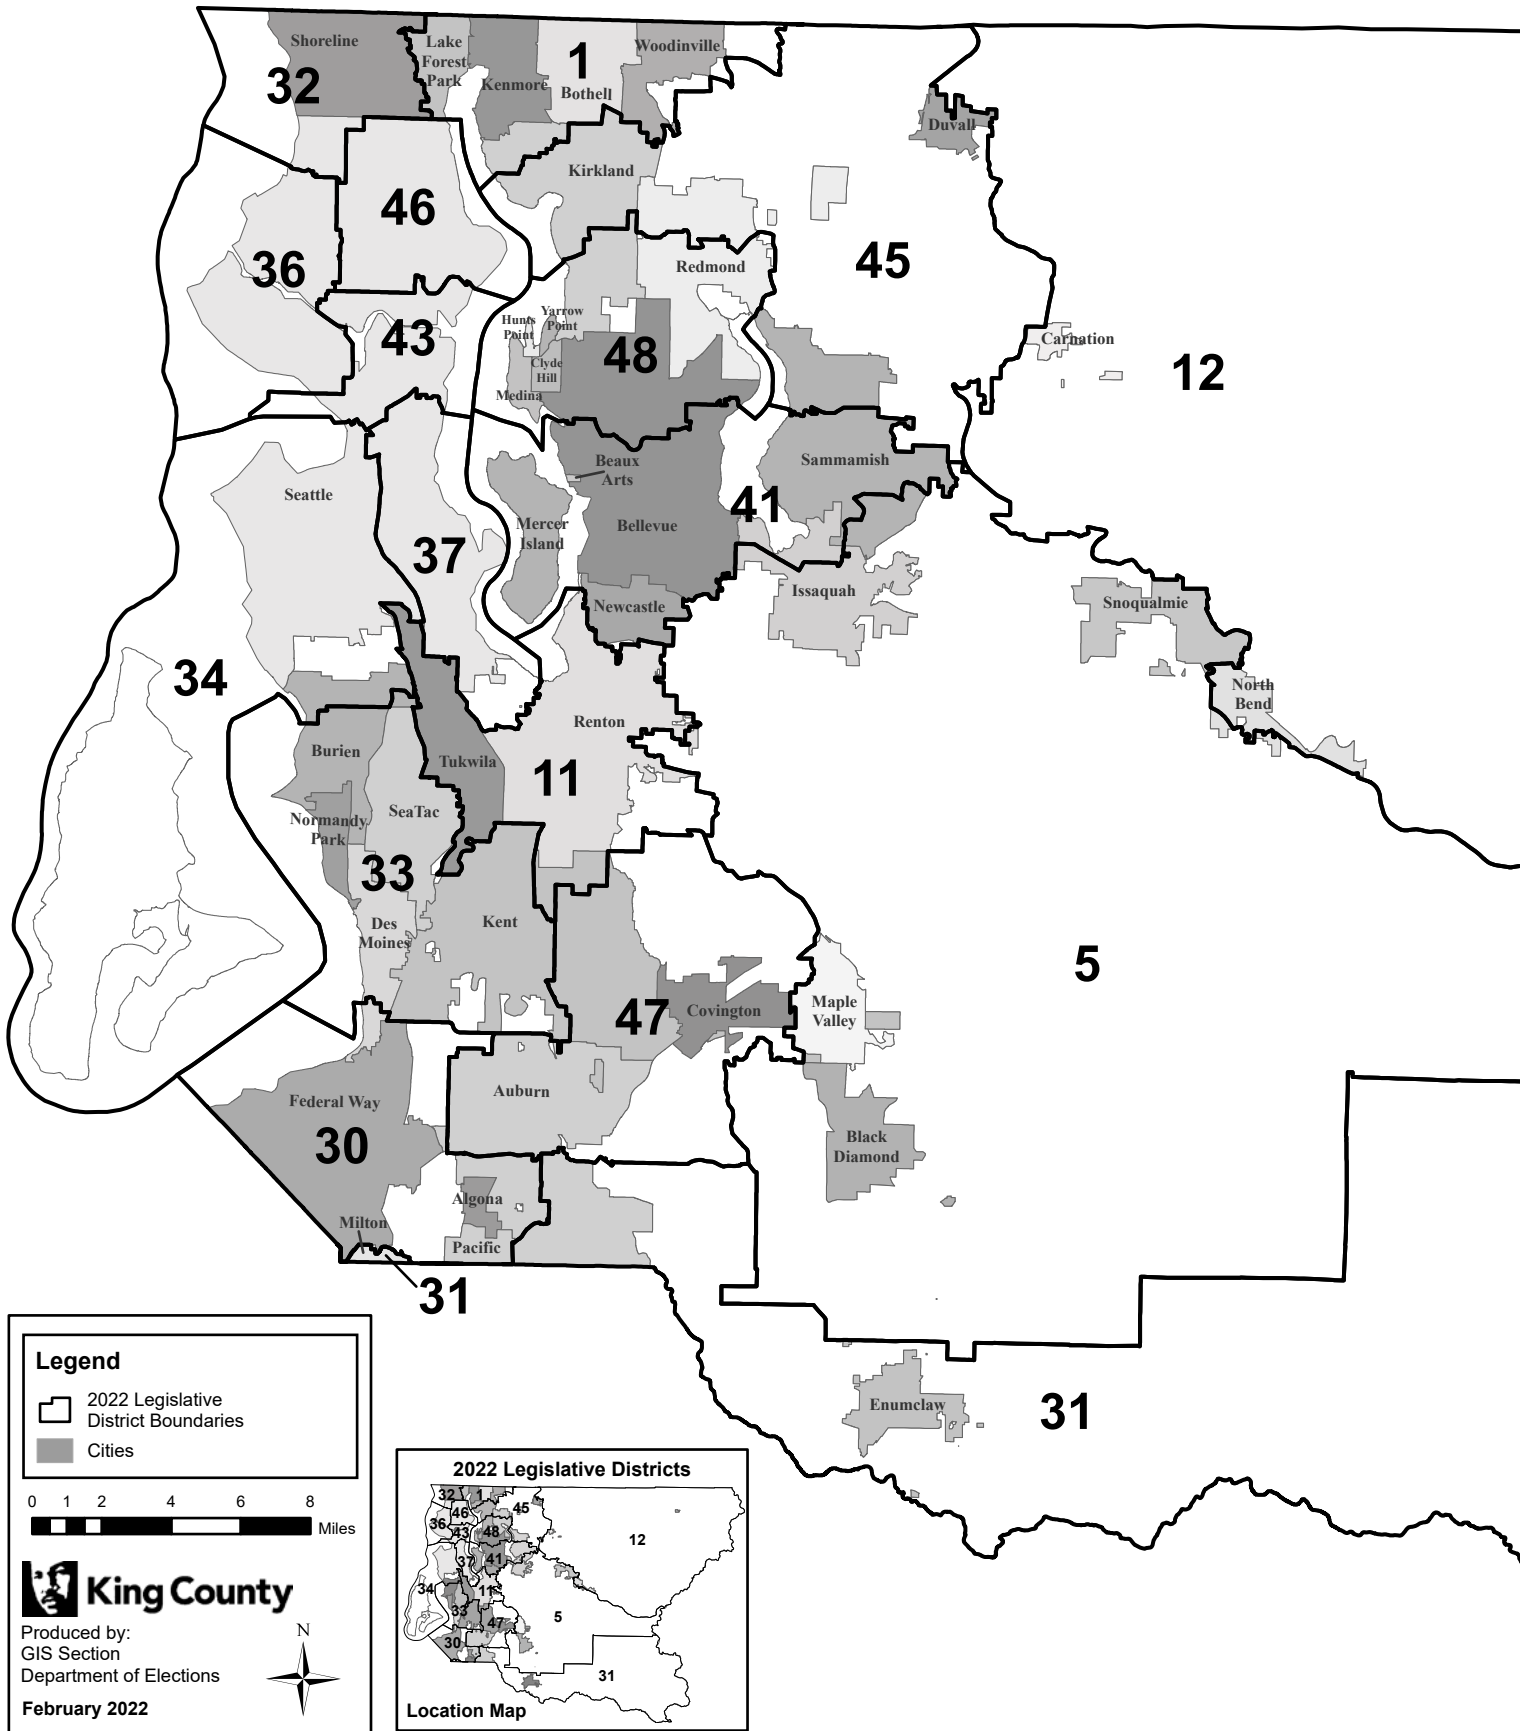 Shoreline
Lake
Forest
Park
Kenmore
1
Bothell
Woodinville
32
Duvall
Kirkland
46
36
45
Redmond
43
Hunts
Point
Yarrow
Point
48
Clyde
Hill
Medina
Carnation
12
Seattle
Beaux
Arts
Sammamish
41
Mercer
Island
Bellevue
37
Issaquah
Newcastle
Snoqualmie
34
North
Bend
Renton
Burien
Tukwila
11
SeaTac
Normandy
Park
33
Des
Moines
Kent
5
47
Covington
Maple
Valley
Auburn
Federal Way
30
Black
Diamond
Algona
Milton
Pacific
31
Enumclaw
31
Legend
2022 Legislative
District Boundaries
Cities
0 1 2 4 6 8
Miles
King County
Produced by:
GIS Section
Department of Elections
February 2022
N
2022 Legislative Districts
32
1
46
45
36
43
48
12
37
41
34
11
33
47
5
30
31
Location Map